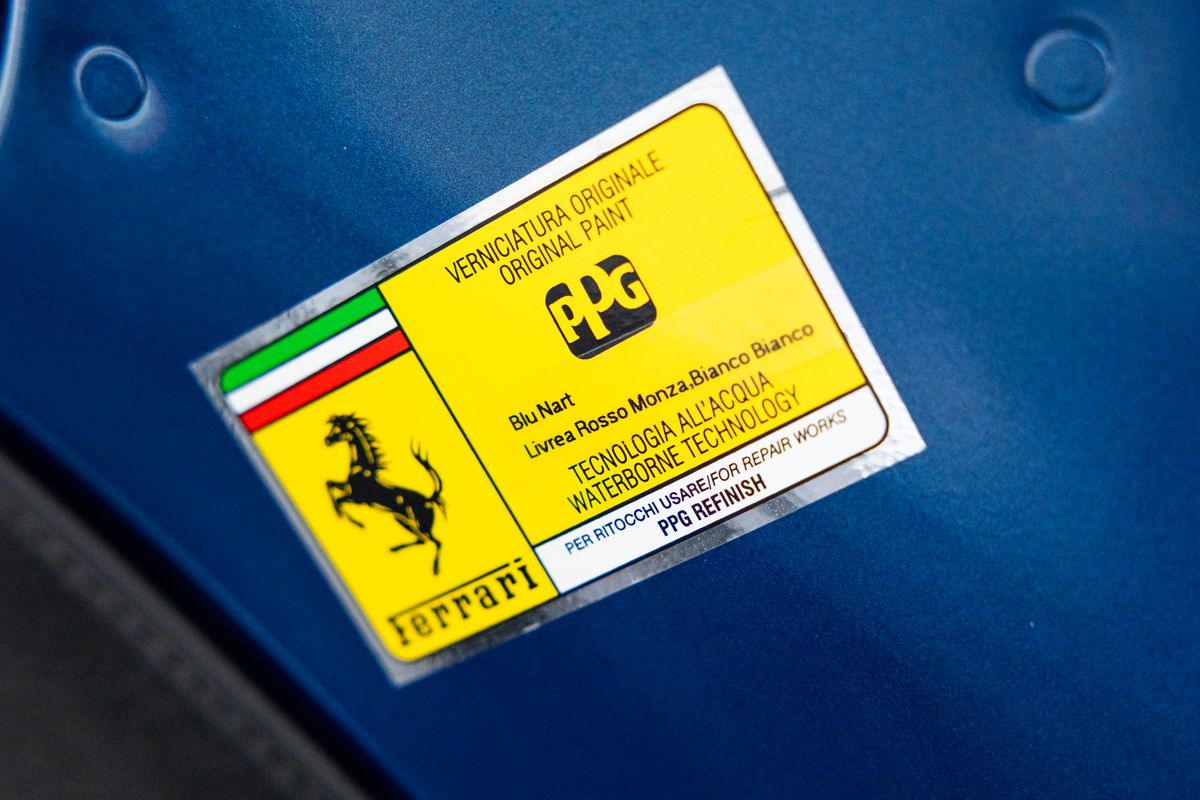 VERNICIATURA ORIGINALE
ORIGINAL PAINT
PPG
Blu Nart
Livrea Rosso Monza,Bianco Bianco
TECNOLOGIA ALL'ACQUA
WATERBORNE TECHNOLOGY
PER RITOCCHI USARE/FOR REPAIR WORKS
PPG REFINISH
Ferrari